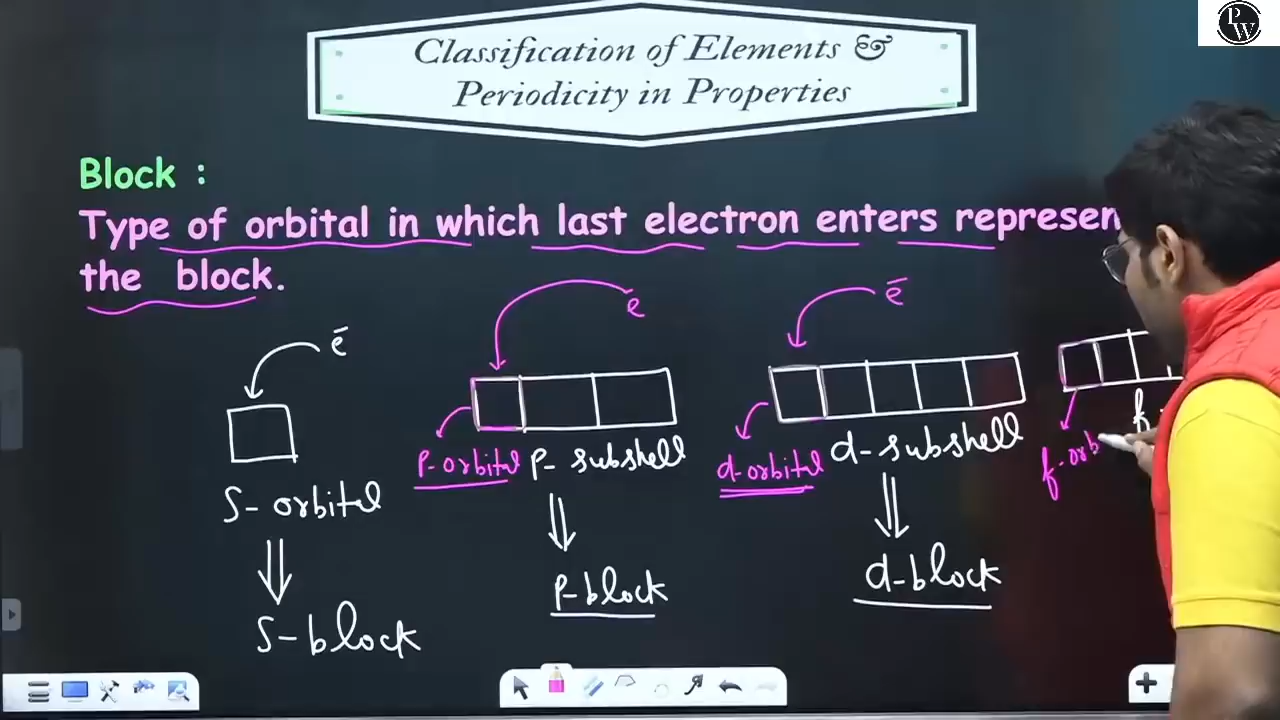 PW
Classification of Elements &
Periodicity in Properties
Block :
Type of orbital in which last electron enters represen
the block.
ē
ē
ē
S-orbital
p-orbital
p-subshell
d-orbital
d-subshell
f-orb
f
S-block
p-block
d-block